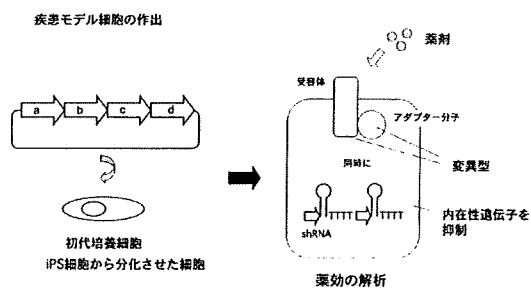 疾患モデル細胞の作出
a b c d
初代培養細胞
iPS細胞から分化させた細胞
薬剤
受容体
アダプター分子
変異型
同時に
内在性遺伝子を
抑制
shRNA
薬効の解析